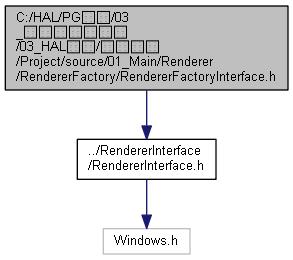 C:/HAL/PG□□/03
_□□□□□□□
/03_HAL□□/□□□□□
/Project/source/01_Main/Renderer
/RendererFactory/RendererFactoryInterface.h
../RendererInterface
/RendererInterface.h
Windows.h